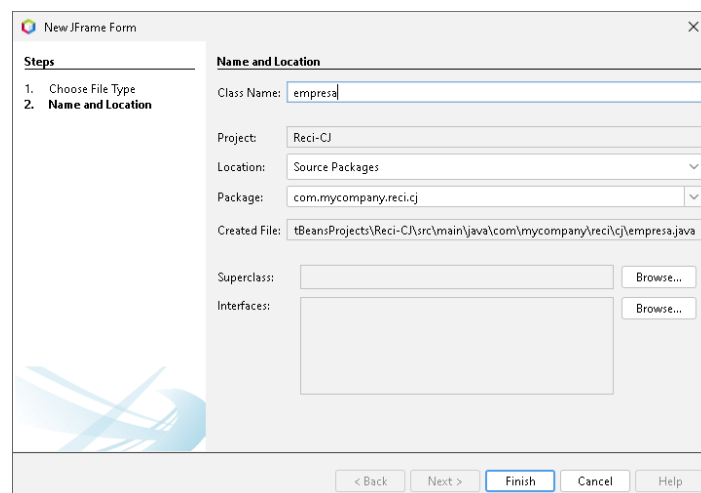 New JFrame Form
Steps
1. Choose File Type
2. Name and Location
Name and Location
Class Name: empresa
Project: Reci-CJ
Location: Source Packages
Package: com.mycompany.reci.cj
Created File: tBeansProjects\Reci-CJ\src\main\java\com\mycompany\reci\cj\empresa.java
Superclass: Browse...
Interfaces: Browse...
< Back Next > Finish Cancel Help